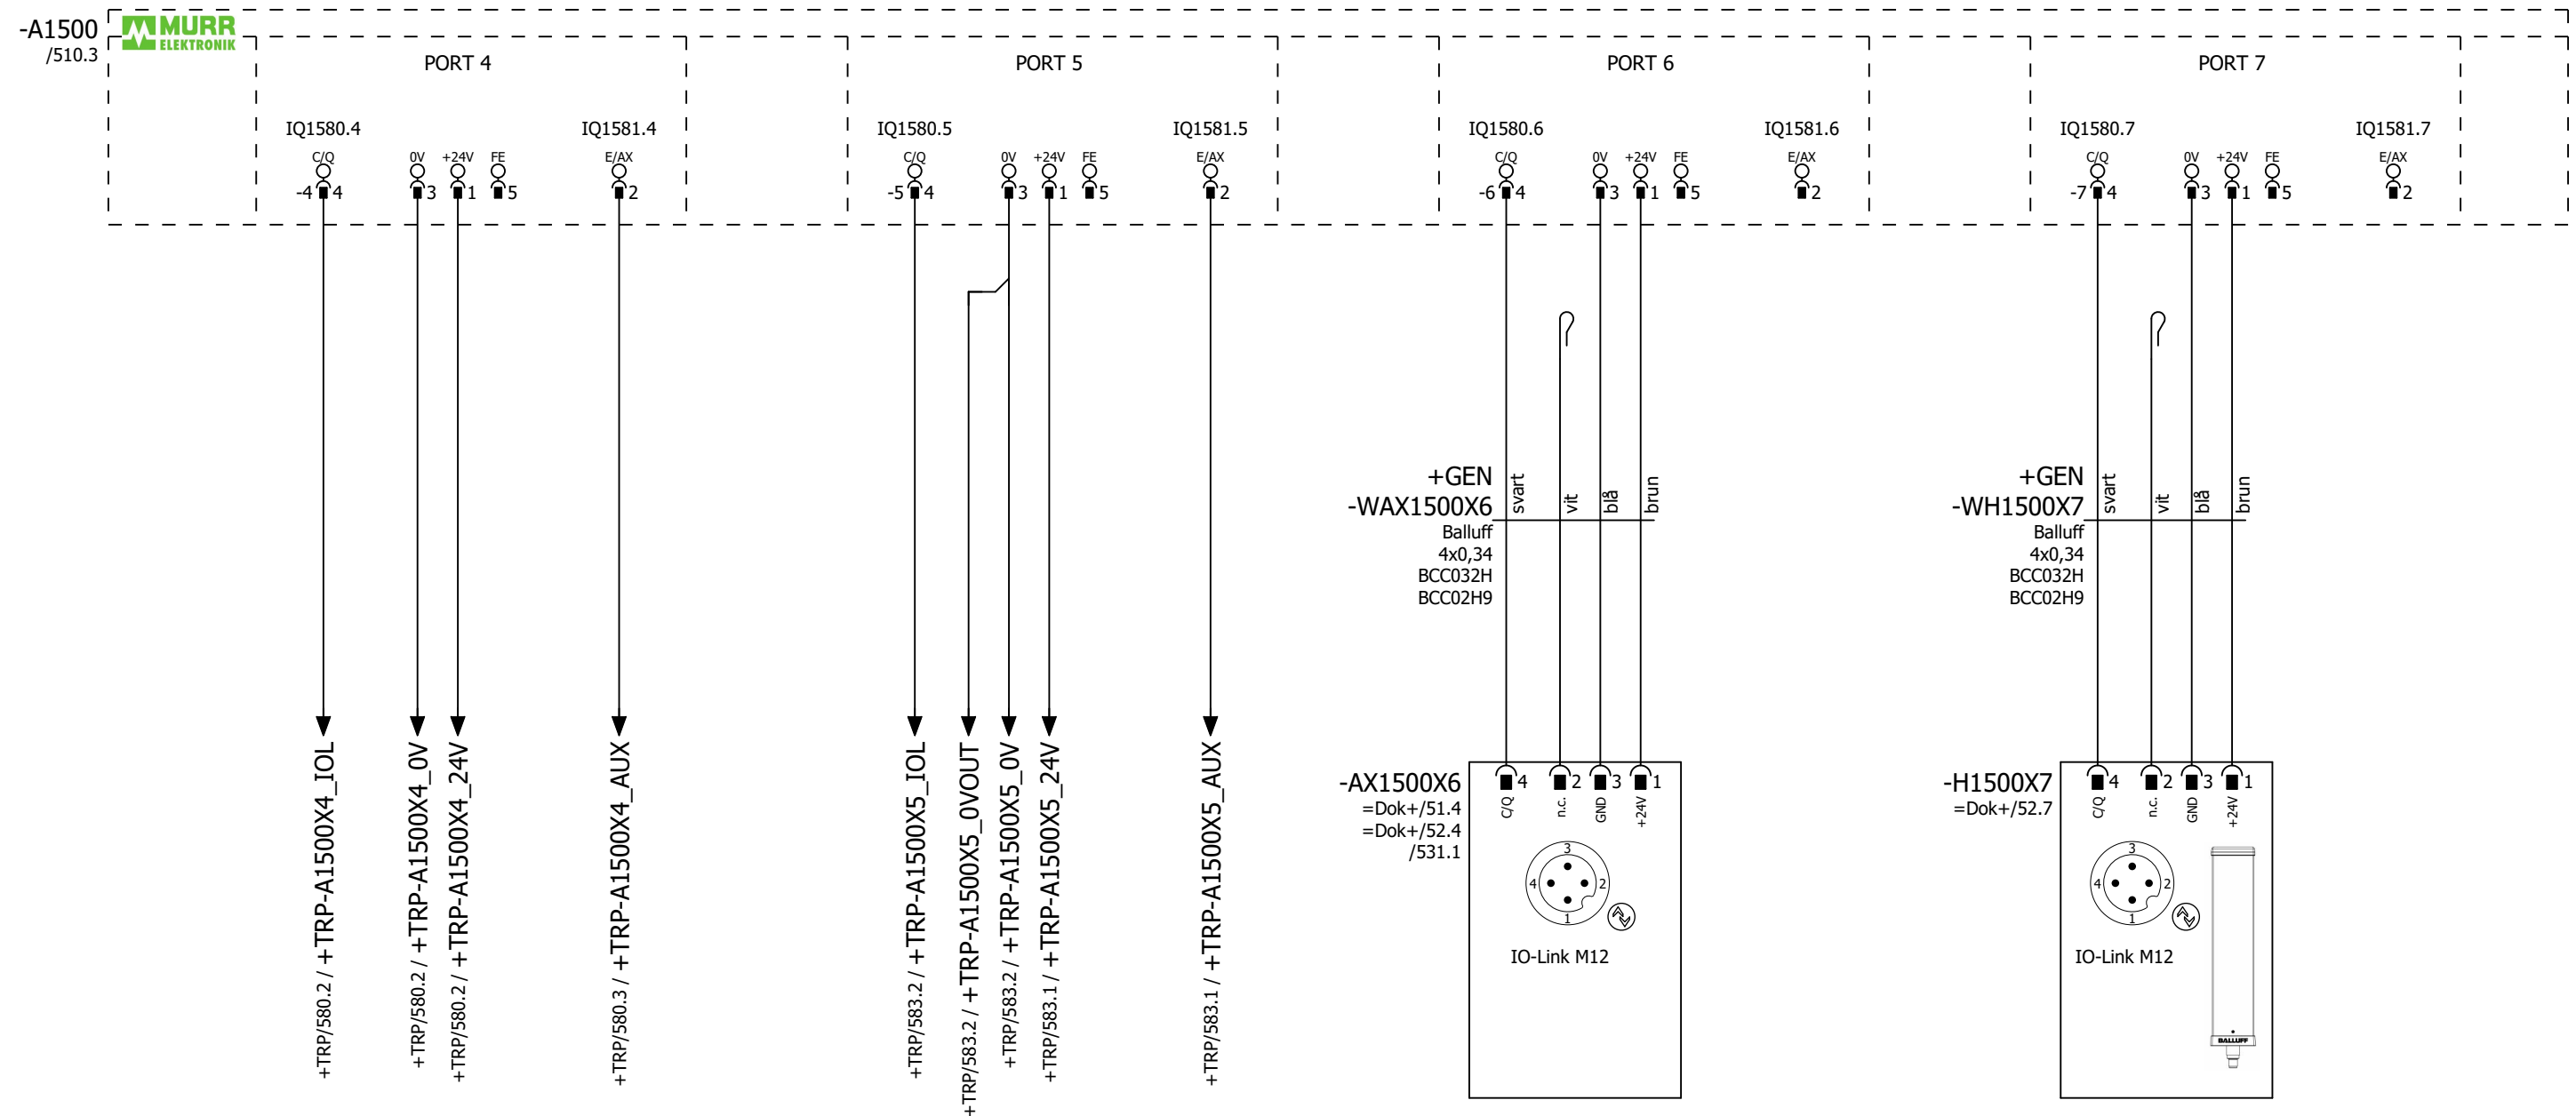 -A1500
/510.3
MURR
ELEKTRONIK
PORT 4
IQ1580.4
IQ1581.4
C/Q
0V
+24V
FE
E/AX
-4
4
3
1
5
2
PORT 5
IQ1580.5
IQ1581.5
C/Q
0V
+24V
FE
E/AX
-5
4
3
1
5
2
PORT 6
IQ1580.6
IQ1581.6
C/Q
0V
+24V
FE
E/AX
-6
4
3
1
5
2
PORT 7
IQ1580.7
IQ1581.7
C/Q
0V
+24V
FE
E/AX
-7
4
3
1
5
2
+TRP/580.2 / +TRP-A1500X4_IOL
+TRP/580.2 / +TRP-A1500X4_0V
+TRP/580.2 / +TRP-A1500X4_24V
+TRP/580.3 / +TRP-A1500X4_AUX
+TRP/583.2 / +TRP-A1500X5_IOL
+TRP/583.2 / +TRP-A1500X5_0VOUT
+TRP/583.2 / +TRP-A1500X5_0V
+TRP/583.1 / +TRP-A1500X5_24V
+TRP/583.1 / +TRP-A1500X5_AUX
+GEN
-WAX1500X6
Balluff
4x0,34
BCC032H
BCC02H9
svart
vit
blå
brun
-AX1500X6
=Dok+/51.4
=Dok+/52.4
/531.1
4
2
3
1
C/Q
n.c.
GND
+24V
3
4
2
1
IO-Link M12
+GEN
-WH1500X7
Balluff
4x0,34
BCC032H
BCC02H9
svart
vit
blå
brun
-H1500X7
=Dok+/52.7
4
2
3
1
C/Q
n.c.
GND
+24V
3
4
2
1
IO-Link M12
BALLUFF